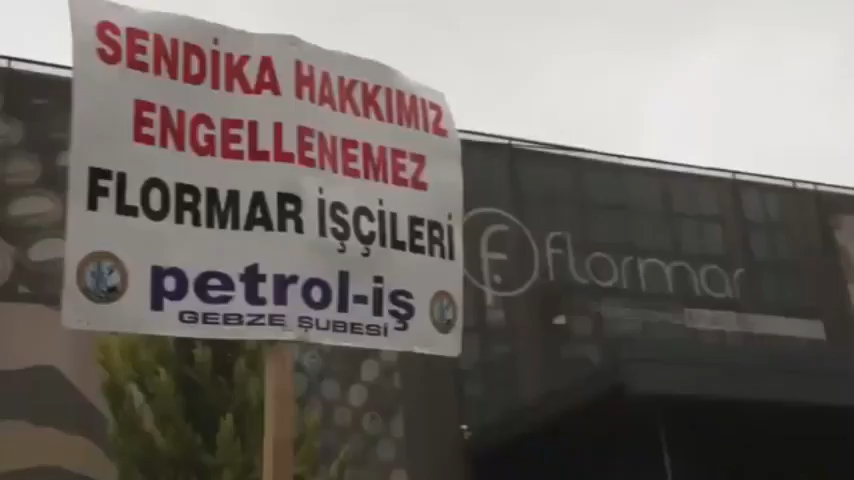 SENDİKA HAKKIMIZ
ENGELLENEMEZ
FLORMAR İŞÇİLERİ
petrol-iş
GEBZE ŞUBESİ
flormar